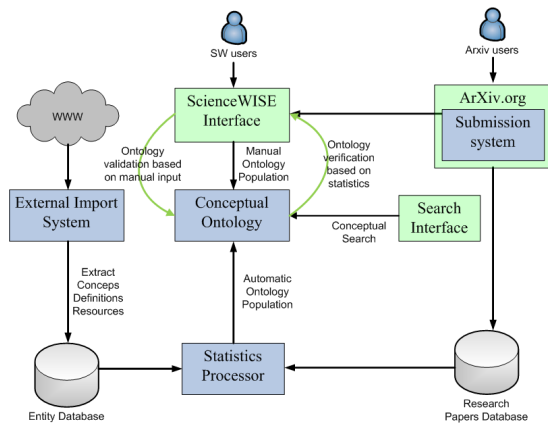 SW users
Arxiv users
WWW
ScienceWISE
Interface
ArXiv.org
Submission
system
Ontology
validation based
on manual input
Manual
Ontology
Population
Ontology
verification
based on
statistics
External Import
System
Conceptual
Ontology
Search
Interface
Conceptual
Search
Extract
Conceps
Definitions
Resources
Automatic
Ontology
Population
Statistics
Processor
Entity Database
Research
Papers Database